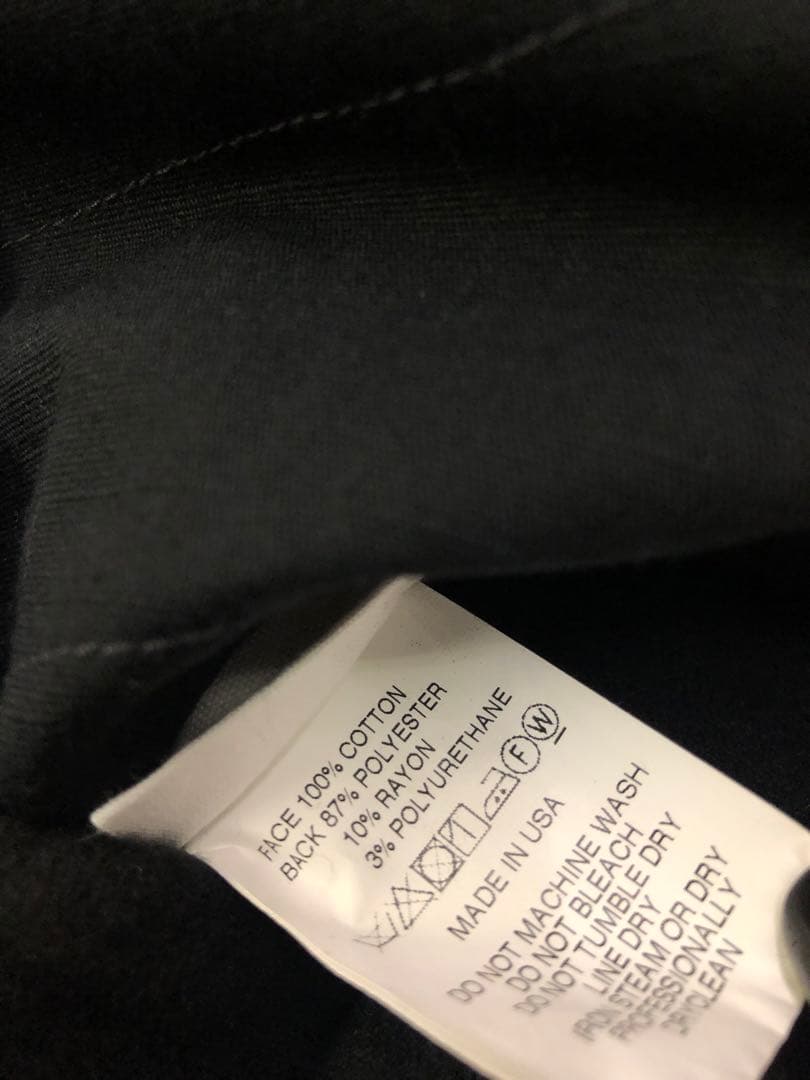 FACE 100% COTTON
BACK 87% POLYESTER
10% RAYON
3% POLYURETHANE
F W
MADE IN USA
DO NOT MACHINE WASH
DO NOT BLEACH
DO NOT TUMBLE DRY
LINE DRY
IRON STEAM OR DRY
PROFESSIONALLY
DRYCLEAN